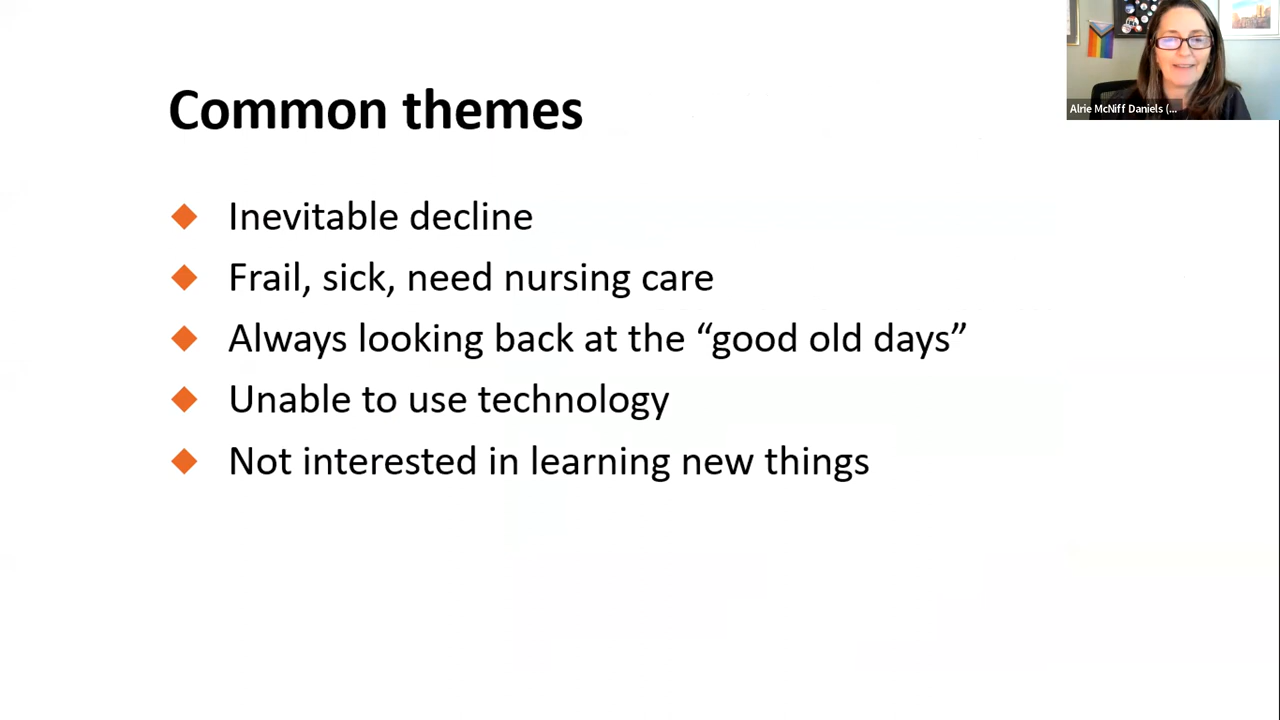 Common themes
Inevitable decline
Frail, sick, need nursing care
Always looking back at the “good old days”
Unable to use technology
Not interested in learning new things
Alrie McNiff Daniels (...